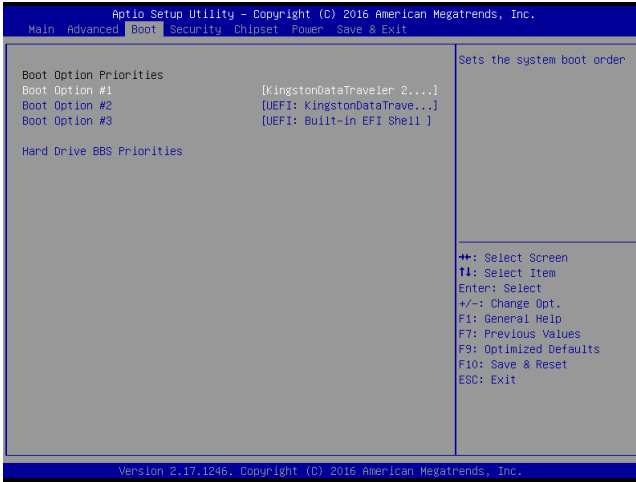 Aptio Setup Utility – Copyright (C) 2016 American Megatrends, Inc.
Main Advanced Boot Security Chipset Power Save & Exit
Boot Option Priorities
Boot Option #1 [KingstonDataTraveler 2....]
Boot Option #2 [UEFI: KingstonDataTrave...]
Boot Option #3 [UEFI: Built-in EFI Shell ]
Hard Drive BBS Priorities
Sets the system boot order
→←: Select Screen
↑↓: Select Item
Enter: Select
+/-: Change Opt.
F1: General Help
F7: Previous Values
F9: Optimized Defaults
F10: Save & Reset
ESC: Exit
Version 2.17.1246. Copyright (C) 2016 American Megatrends, Inc.